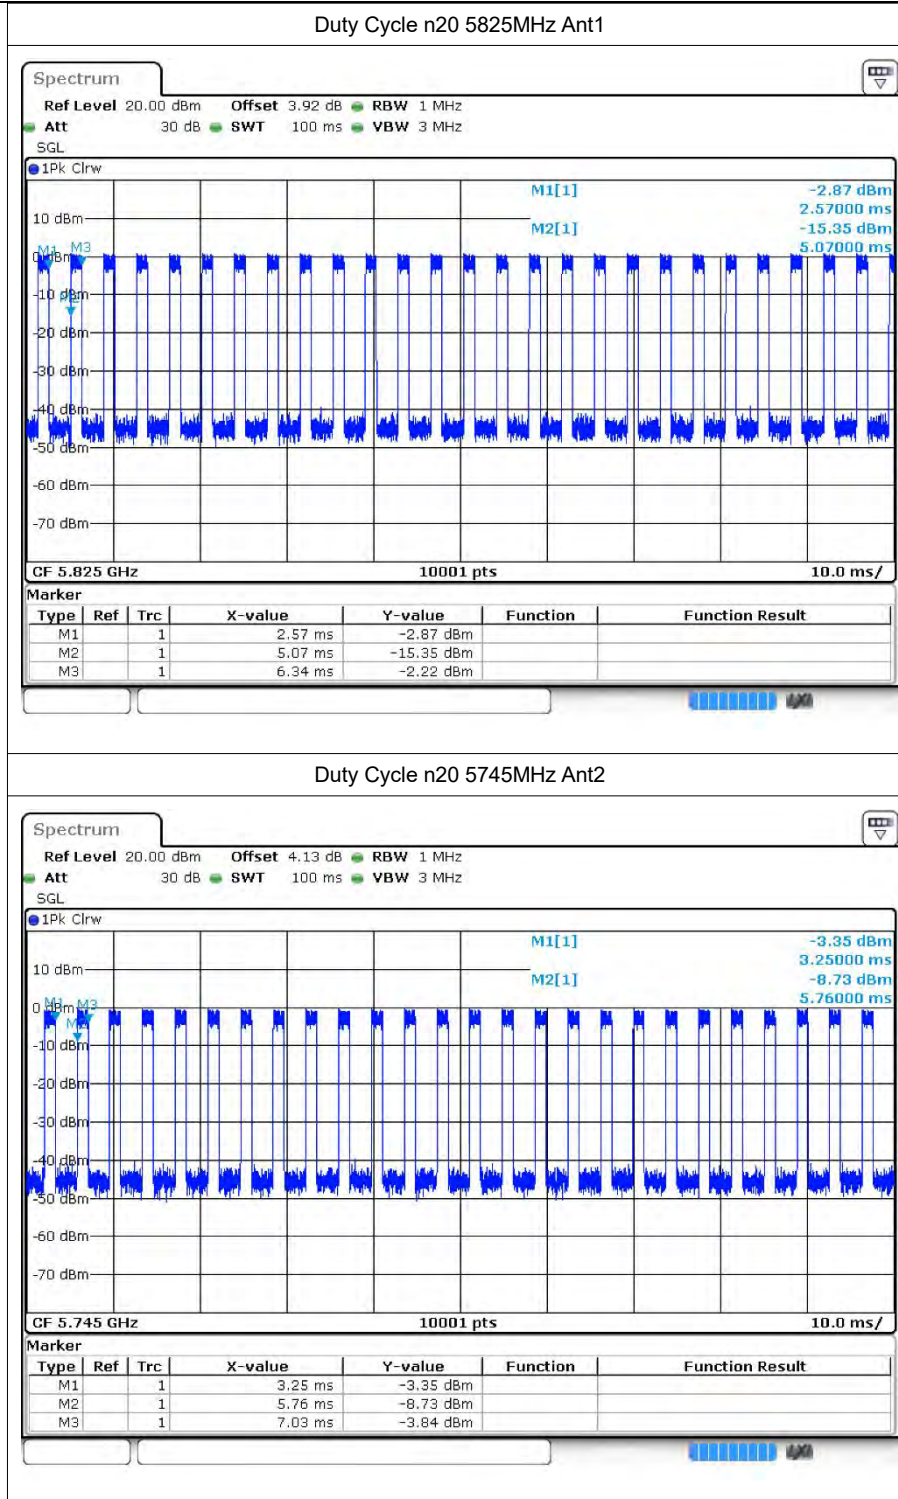 Duty Cycle n20 5825MHz Ant1
Spectrum
Ref Level 20.00 dBm Offset 3.92 dB RBW 1 MHz
Att 30 dB SWT 100 ms VBW 3 MHz
SGL
1Pk Clrw
M1[1] -2.87 dBm
2.57000 ms
10 dBm
M2[1] -15.35 dBm
5.07000 ms
M1 M3
0 dBm
-10 dBm
-20 dBm
-30 dBm
-40 dBm
-50 dBm
-60 dBm
-70 dBm
CF 5.825 GHz 10001 pts 10.0 ms/
Marker
Type Ref Trc X-value Y-value Function Function Result
M1 1 2.57 ms -2.87 dBm
M2 1 5.07 ms -15.35 dBm
M3 1 6.34 ms -2.22 dBm
Duty Cycle n20 5745MHz Ant2
Spectrum
Ref Level 20.00 dBm Offset 4.13 dB RBW 1 MHz
Att 30 dB SWT 100 ms VBW 3 MHz
SGL
1Pk Clrw
M1[1] -3.35 dBm
3.25000 ms
10 dBm
M2[1] -8.73 dBm
5.76000 ms
M1 M3
0 dBm
-10 dBm
-20 dBm
-30 dBm
-40 dBm
-50 dBm
-60 dBm
-70 dBm
CF 5.745 GHz 10001 pts 10.0 ms/
Marker
Type Ref Trc X-value Y-value Function Function Result
M1 1 3.25 ms -3.35 dBm
M2 1 5.76 ms -8.73 dBm
M3 1 7.03 ms -3.84 dBm